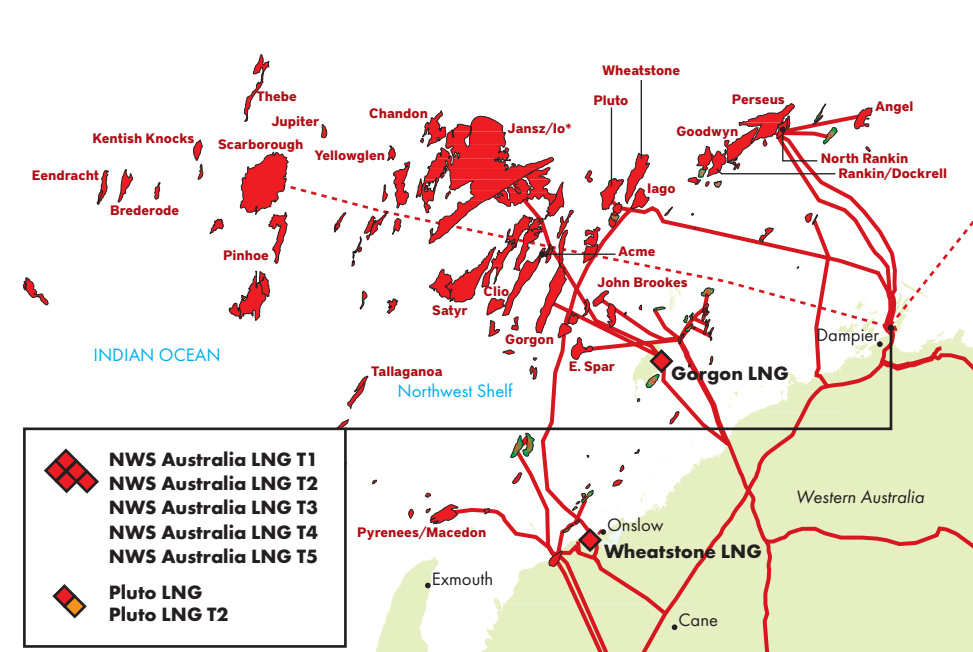 Wheatstone
Pluto
Perseus
Thebe
Angel
Jupiter
Chandon
Jansz/Io*
Goodwyn
Kentish Knocks
Scarborough
Yellowglen
North Rankin
Rankin/Dockrell
Eendracht
Iago
Brederode
Pinhoe
Acme
John Brookes
Clio
Satyr
Gorgon
Dampier
INDIAN OCEAN
E. Spar
Tallaganoa
Gorgon LNG
Northwest Shelf
NWS Australia LNG T1
NWS Australia LNG T2
NWS Australia LNG T3
NWS Australia LNG T4
NWS Australia LNG T5
Pluto LNG
Pluto LNG T2
Western Australia
Pyrenees/Macedon
Onslow
Wheatstone LNG
Exmouth
Cane